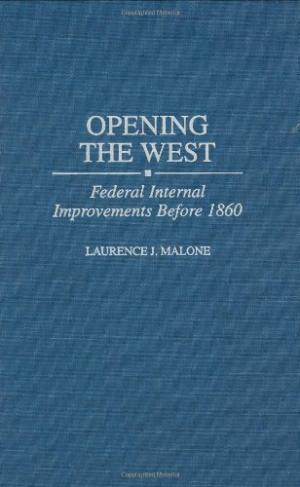 OPENING
THE WEST
Federal Internal
Improvements Before 1860
LAURENCE J. MALONE